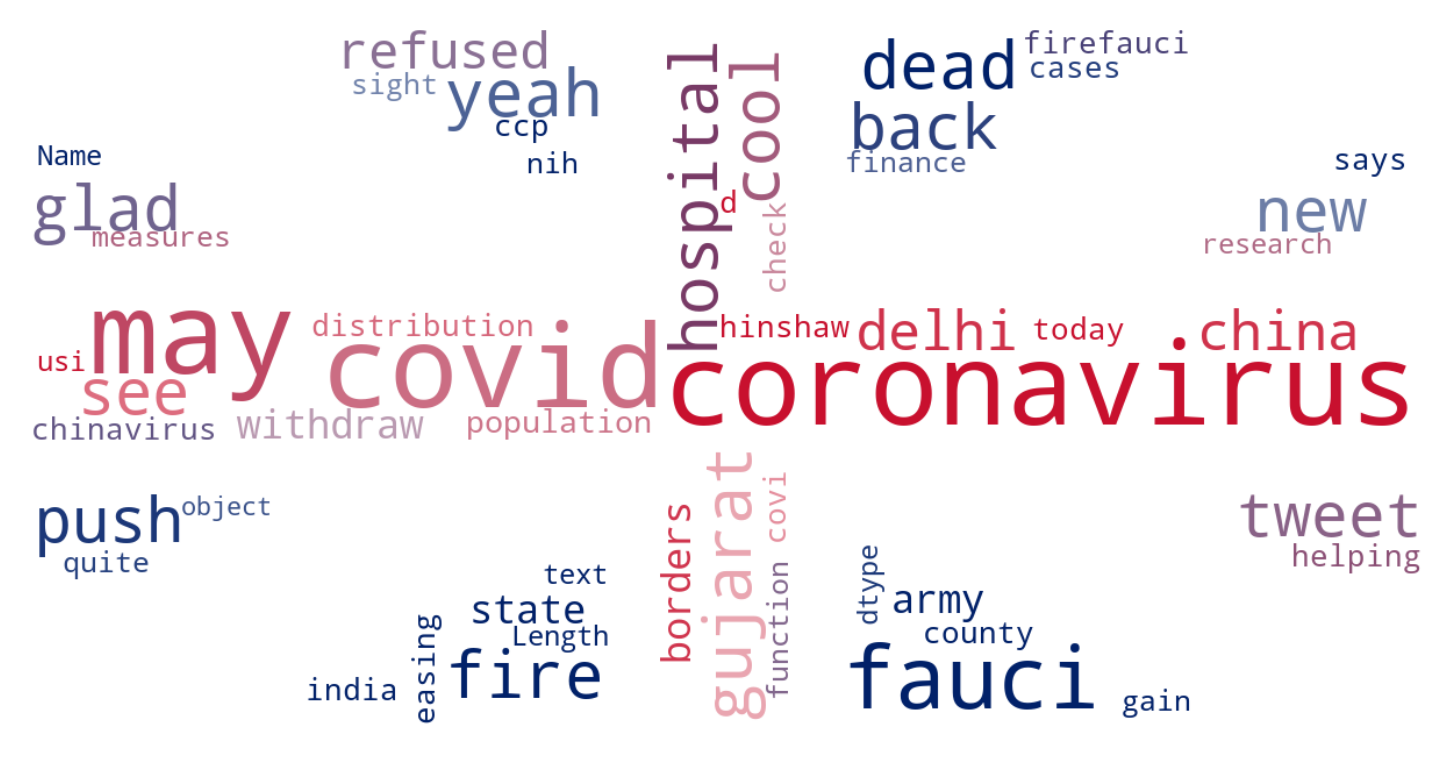 refused
sight
yeah
ccp
nih
Name
glad
measures
hospital
cool
d
check
dead
firefauci
cases
back
finance
says
new
research
may
distribution
covid
usi
see
chinavirus
withdraw
population
hinshaw
delhi
today
china
coronavirus
push
object
quite
text
state
Length
easing
fire
india
borders
gujarat
covi
function
dtype
army
county
fauci
gain
tweet
helping